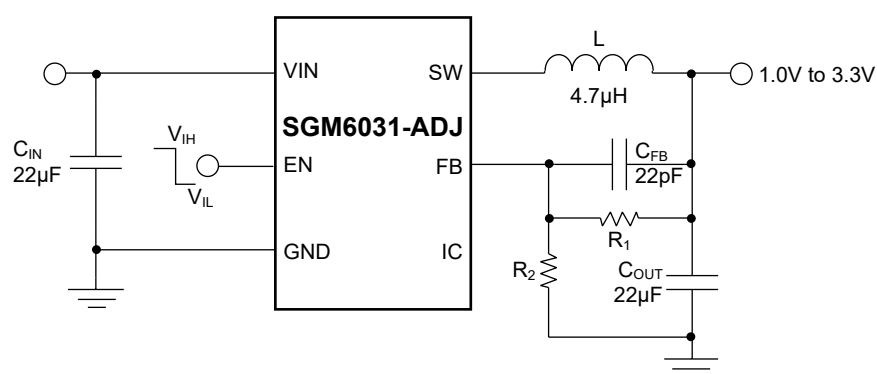 L
VIN
SW
1.0V to 3.3V
4.7μH
SGM6031-ADJ
VIH
CIN
22μF
EN
FB
CFB
22pF
VIL
R1
GND
IC
R2
COUT
22μF